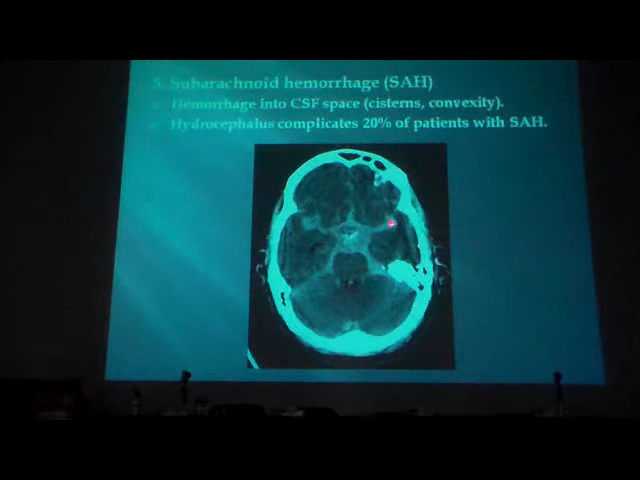 5. Subarachnoid hemorrhage (SAH)
Hemorrhage into CSF space (cisterns, convexity).
Hydrocephalus complicates 20% of patients with SAH.